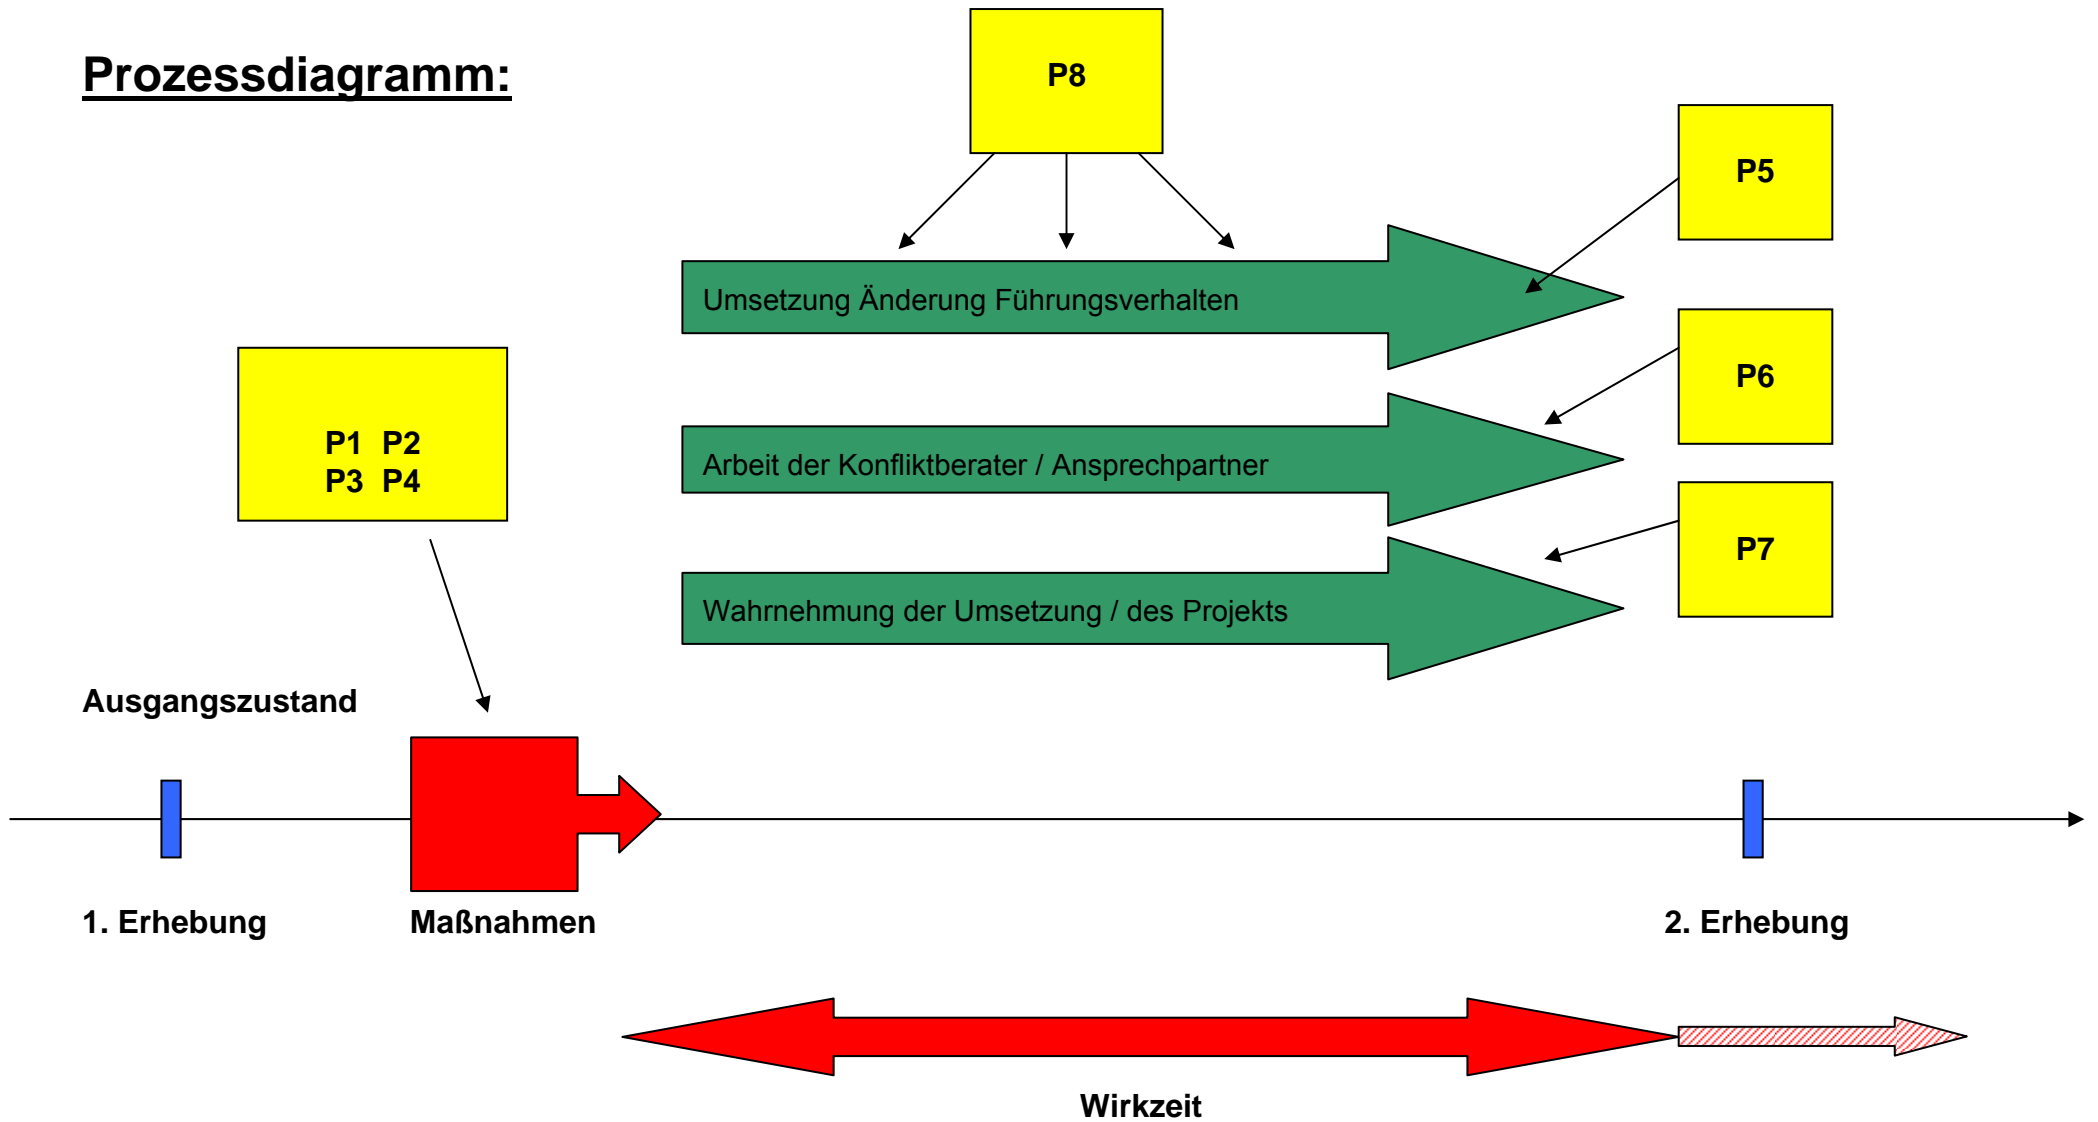 Prozessdiagramm:
P8
P5
Umsetzung Änderung Führungsverhalten
P6
P1 P2
P3 P4
Arbeit der Konfliktberater / Ansprechpartner
P7
Wahrnehmung der Umsetzung / des Projekts
Ausgangszustand
1. Erhebung
Maßnahmen
2. Erhebung
Wirkzeit